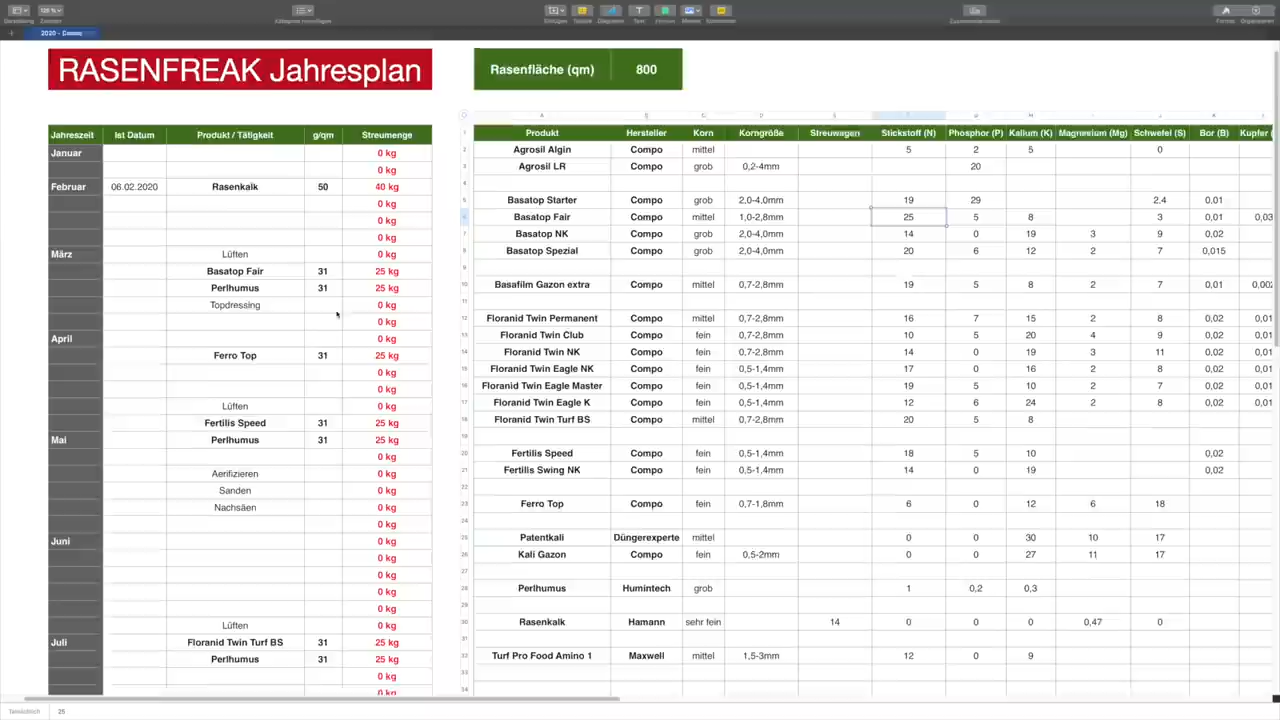 128 %
2020 - Demo
RASENFREAK Jahresplan
Rasenfläche (qm) 800
Jahreszeit Ist Datum Produkt / Tätigkeit g/qm Streumenge
Januar 0 kg
0 kg
Februar 06.02.2020 Rasenkalk 50 40 kg
0 kg
0 kg
0 kg
März Lüften 0 kg
Basatop Fair 31 25 kg
Perlhumus 31 25 kg
Topdressing 0 kg
0 kg
April 0 kg
Ferro Top 31 25 kg
0 kg
0 kg
Lüften 0 kg
Fertilis Speed 31 25 kg
Mai Perlhumus 31 25 kg
0 kg
Aerifizieren 0 kg
Sanden 0 kg
Nachsäen 0 kg
0 kg
Juni 0 kg
0 kg
0 kg
0 kg
0 kg
Lüften 0 kg
Juli Floranid Twin Turf BS 31 25 kg
Perlhumus 31 25 kg
0 kg
0 kg
Produkt Hersteller Korn Korngröße Streuwagen Stickstoff (N) Phosphor (P) Kalium (K) Magnesium (Mg) Schwefel (S) Bor (B) Kupfer (
Agrosil Algin Compo mittel 5 2 5 0
Agrosil LR Compo grob 0,2-4mm 20
Basatop Starter Compo grob 2,0-4,0mm 19 29 2,4 0,01
Basatop Fair Compo mittel 1,0-2,8mm 25 5 8 3 0,01 0,03
Basatop NK Compo grob 2,0-4,0mm 14 0 19 3 9 0,02
Basatop Spezial Compo grob 2,0-4,0mm 20 6 12 2 7 0,015
Basafilm Gazon extra Compo mittel 0,7-2,8mm 19 5 8 2 7 0,01 0,002
Floranid Twin Permanent Compo mittel 0,7-2,8mm 16 7 15 2 8 0,02 0,01
Floranid Twin Club Compo fein 0,7-2,8mm 10 5 20 4 9 0,02 0,01
Floranid Twin NK Compo fein 0,7-2,8mm 14 0 19 3 11 0,02 0,01
Floranid Twin Eagle NK Compo fein 0,5-1,4mm 17 0 16 2 8 0,02 0,01
Floranid Twin Eagle Master Compo fein 0,5-1,4mm 19 5 10 2 7 0,02 0,01
Floranid Twin Eagle K Compo fein 0,5-1,4mm 12 6 24 2 8 0,02 0,01
Floranid Twin Turf BS Compo mittel 0,7-2,8mm 20 5 8
Fertilis Speed Compo fein 0,5-1,4mm 18 5 10 0,02
Fertilis Swing NK Compo fein 0,5-1,4mm 14 0 19 0,02
Ferro Top Compo fein 0,7-1,8mm 6 0 12 6 18
Patentkali Düngerexperte mittel 0 0 30 10 17
Kali Gazon Compo fein 0,5-2mm 0 0 27 11 17
Perlhumus Humintech grob 1 0,2 0,3
Rasenkalk Hamann sehr fein 14 0 0 0 0,47 0
Turf Pro Food Amino 1 Maxwell mittel 1,5-3mm 12 0 9
25